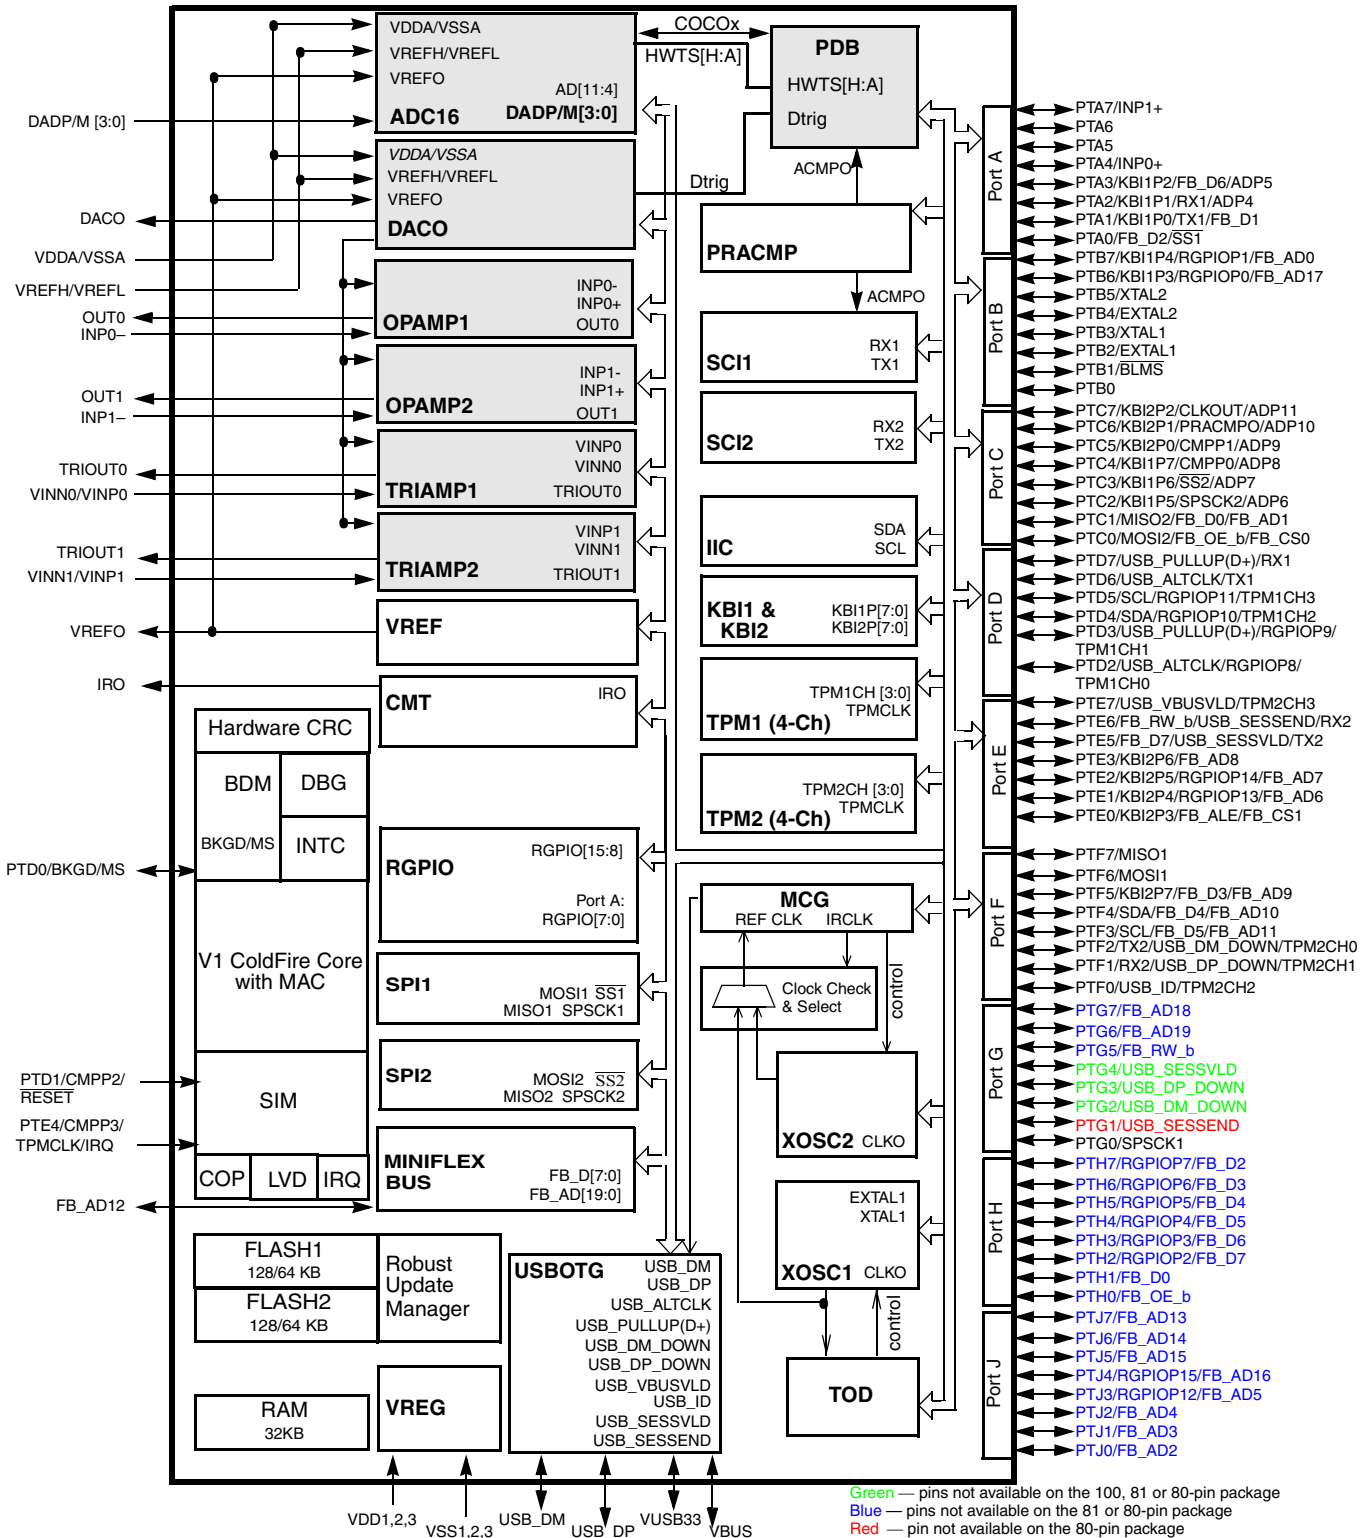 VDDA/VSSA
VREFH/VREFL
VREFO
AD[11:4]
ADC16 DADP/M[3:0]
DADP/M [3:0]
COCOx
HWTS[H:A]
PDB
HWTS[H:A]
Dtrig
VDDA/VSSA
VREFH/VREFL
VREFO
DACO
Dtrig
ACMPO
DACO
VDDA/VSSA
VREFH/VREFL
OUT0
INP0–
OUT1
INP1–
TRIOUT0
VINN0/VINP0
TRIOUT1
VINN1/VINP1
VREFO
IRO
PTD0/BKGD/MS
PTD1/CMPP2/
RESET
PTE4/CMPP3/
TPMCLK/IRQ
FB_AD12
INP0-
INP0+
OPAMP1 OUT0
INP1-
INP1+
OPAMP2 OUT1
VINP0
VINN0
TRIAMP1 TRIOUT0
VINP1
VINN1
TRIAMP2 TRIOUT1
VREF
CMT IRO
RGPIO RGPIO[15:8]
Port A:
RGPIO[7:0]
SPI1
MOSI1 SS1
MISO1 SPSCK1
SPI2
MOSI2 SS2
MISO2 SPSCK2
MINIFLEX
BUS
FB_D[7:0]
FB_AD[19:0]
Hardware CRC
BDM
BKGD/MS
DBG
INTC
V1 ColdFire Core
with MAC
SIM
COP LVD IRQ
FLASH1
128/64 KB
FLASH2
128/64 KB
Robust
Update
Manager
RAM
32KB
VREG
USBOTG USB_DM
USB_DP
USB_ALTCLK
USB_PULLUP(D+)
USB_DM_DOWN
USB_DP_DOWN
USB_VBUSVLD
USB_ID
USB_SESSVLD
USB_SESSEND
VDD1,2,3
VSS1,2,3
USB_DM
USB_DP
VUSB33
VBUS
PRACMP
ACMPO
SCI1
RX1
TX1
SCI2
RX2
TX2
IIC
SDA
SCL
KBI1 &
KBI2
KBI1P[7:0]
KBI2P[7:0]
TPM1CH [3:0]
TPMCLK
TPM1 (4-Ch)
TPM2CH [3:0]
TPMCLK
TPM2 (4-Ch)
MCG
REF CLK IRCLK
Clock Check
& Select
control
XOSC2 CLKO
EXTAL1
XTAL1
XOSC1 CLKO
control
TOD
Port A
PTA7/INP1+
PTA6
PTA5
PTA4/INP0+
PTA3/KBI1P2/FB_D6/ADP5
PTA2/KBI1P1/RX1/ADP4
PTA1/KBI1P0/TX1/FB_D1
PTA0/FB_D2/SS1
Port B
PTB7/KBI1P4/RGPIOP1/FB_AD0
PTB6/KBI1P3/RGPIOP0/FB_AD17
PTB5/XTAL2
PTB4/EXTAL2
PTB3/XTAL1
PTB2/EXTAL1
PTB1/BLMS
PTB0
Port C
PTC7/KBI2P2/CLKOUT/ADP11
PTC6/KBI2P1/PRACMPO/ADP10
PTC5/KBI2P0/CMPP1/ADP9
PTC4/KBI1P7/CMPP0/ADP8
PTC3/KBI1P6/SS2/ADP7
PTC2/KBI1P5/SPSCK2/ADP6
PTC1/MISO2/FB_D0/FB_AD1
PTC0/MOSI2/FB_OE_b/FB_CS0
Port D
PTD7/USB_PULLUP(D+)/RX1
PTD6/USB_ALTCLK/TX1
PTD5/SCL/RGPIOP11/TPM1CH3
PTD4/SDA/RGPIOP10/TPM1CH2
PTD3/USB_PULLUP(D+)/RGPIOP9/
TPM1CH1
PTD2/USB_ALTCLK/RGPIOP8/
TPM1CH0
Port E
PTE7/USB_VBUSVLD/TPM2CH3
PTE6/FB_RW_b/USB_SESSEND/RX2
PTE5/FB_D7/USB_SESSVLD/TX2
PTE3/KBI2P6/FB_AD8
PTE2/KBI2P5/RGPIOP14/FB_AD7
PTE1/KBI2P4/RGPIOP13/FB_AD6
PTE0/KBI2P3/FB_ALE/FB_CS1
Port F
PTF7/MISO1
PTF6/MOSI1
PTF5/KBI2P7/FB_D3/FB_AD9
PTF4/SDA/FB_D4/FB_AD10
PTF3/SCL/FB_D5/FB_AD11
PTF2/TX2/USB_DM_DOWN/TPM2CH0
PTF1/RX2/USB_DP_DOWN/TPM2CH1
PTF0/USB_ID/TPM2CH2
Port G
PTG7/FB_AD18
PTG6/FB_AD19
PTG5/FB_RW_b
PTG4/USB_SESSVLD
PTG3/USB_DP_DOWN
PTG2/USB_DM_DOWN
PTG1/USB_SESSEND
PTG0/SPSCK1
Port H
PTH7/RGPIOP7/FB_D2
PTH6/RGPIOP6/FB_D3
PTH5/RGPIOP5/FB_D4
PTH4/RGPIOP4/FB_D5
PTH3/RGPIOP3/FB_D6
PTH2/RGPIOP2/FB_D7
PTH1/FB_D0
PTH0/FB_OE_b
Port J
PTJ7/FB_AD13
PTJ6/FB_AD14
PTJ5/FB_AD15
PTJ4/RGPIOP15/FB_AD16
PTJ3/RGPIOP12/FB_AD5
PTJ2/FB_AD4
PTJ1/FB_AD3
PTJ0/FB_AD2
Green — pins not available on the 100, 81 or 80-pin package
Blue — pins not available on the 81 or 80-pin package
Red — pin not available on the 80-pin package